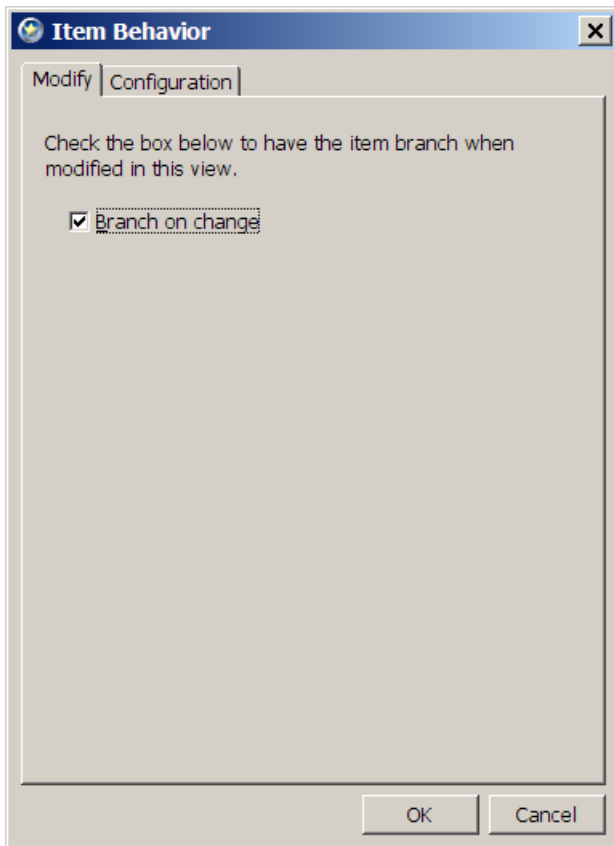 Item Behavior
Modify
Configuration
Check the box below to have the item branch when
modified in this view.
Branch on change
OK
Cancel